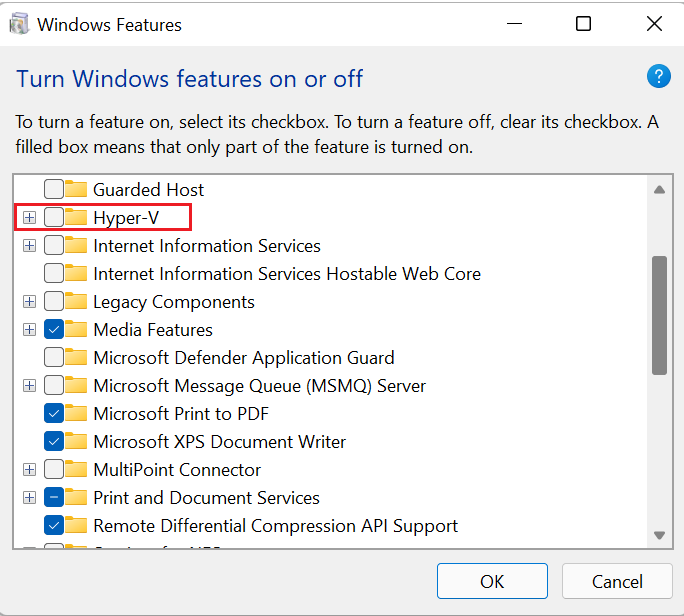 Windows Features
Turn Windows features on or off
?
To turn a feature on, select its checkbox. To turn a feature off, clear its checkbox. A
filled box means that only part of the feature is turned on.
Guarded Host
Hyper-V
Internet Information Services
Internet Information Services Hostable Web Core
Legacy Components
Media Features
Microsoft Defender Application Guard
Microsoft Message Queue (MSMQ) Server
Microsoft Print to PDF
Microsoft XPS Document Writer
MultiPoint Connector
Print and Document Services
Remote Differential Compression API Support
OK
Cancel